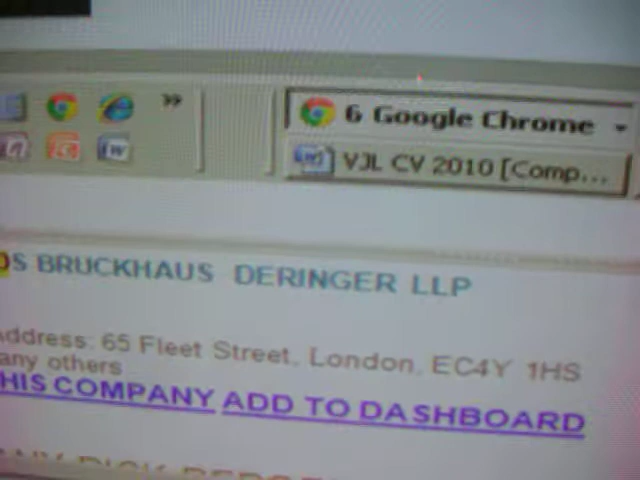 »
6 Google Chrome
VJL CV 2010 [Comp...
OS BRUCKHAUS DERINGER LLP
Address: 65 Fleet Street, London, EC4Y 1HS
any others
HIS COMPANY ADD TO DASHBOARD